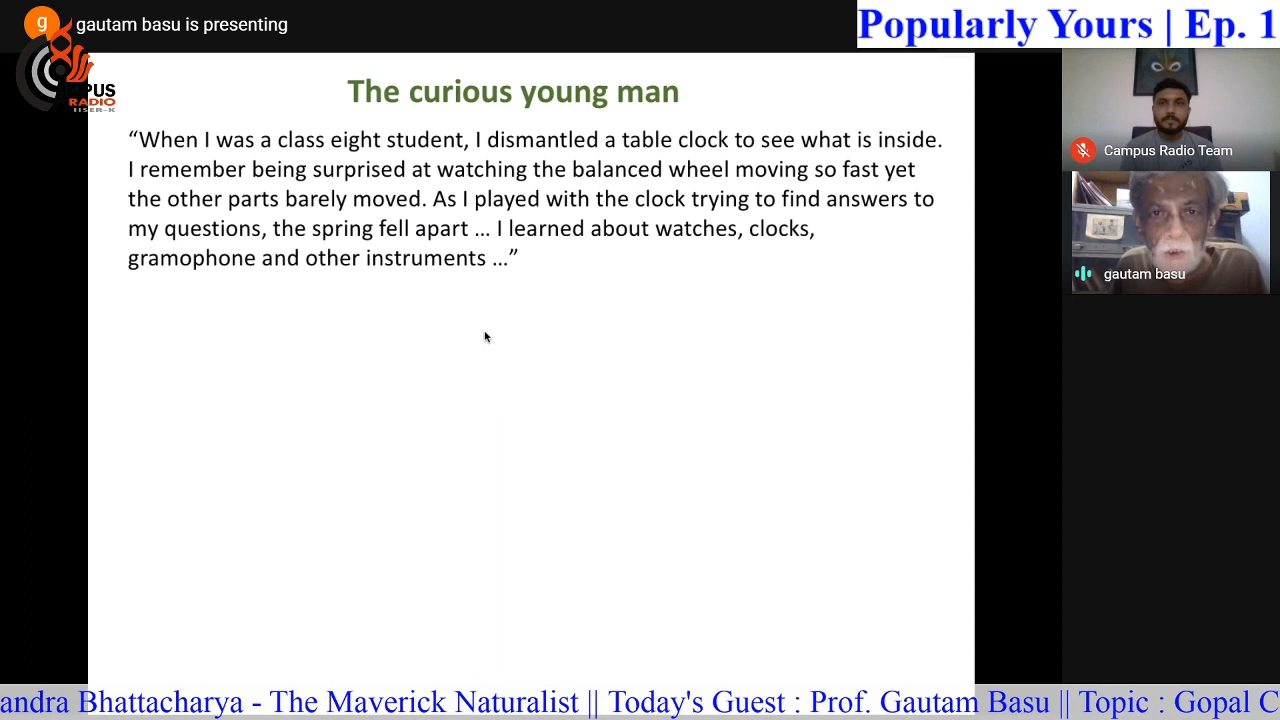 g
gautam basu is presenting
Popularly Yours | Ep. 1
MPUS
RADIO
IISER-K
The curious young man
“When I was a class eight student, I dismantled a table clock to see what is inside.
I remember being surprised at watching the balanced wheel moving so fast yet
the other parts barely moved. As I played with the clock trying to find answers to
my questions, the spring fell apart ... I learned about watches, clocks,
gramophone and other instruments ...”
Campus Radio Team
gautam basu
andra Bhattacharya - The Maverick Naturalist || Today's Guest : Prof. Gautam Basu || Topic : Gopal C